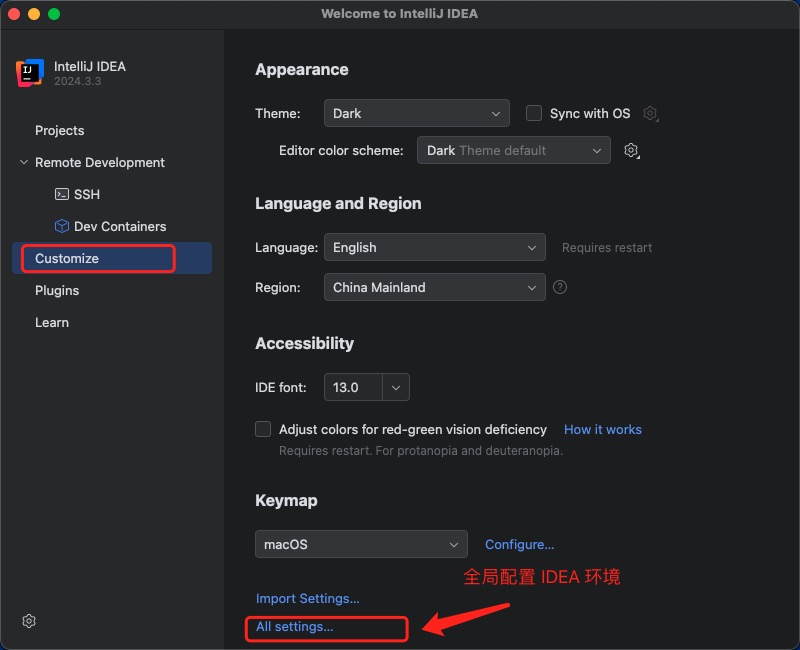 Welcome to IntelliJ IDEA
IntelliJ IDEA
2024.3.3
Projects
Remote Development
SSH
Dev Containers
Customize
Plugins
Learn
Appearance
Theme: Dark Sync with OS
Editor color scheme: Dark Theme default
Language and Region
Language: English Requires restart
Region: China Mainland ?
Accessibility
IDE font: 13.0
Adjust colors for red-green vision deficiency How it works
Requires restart. For protanopia and deuteranopia.
Keymap
macOS Configure...
全局配置 IDEA 环境
Import Settings...
All settings...